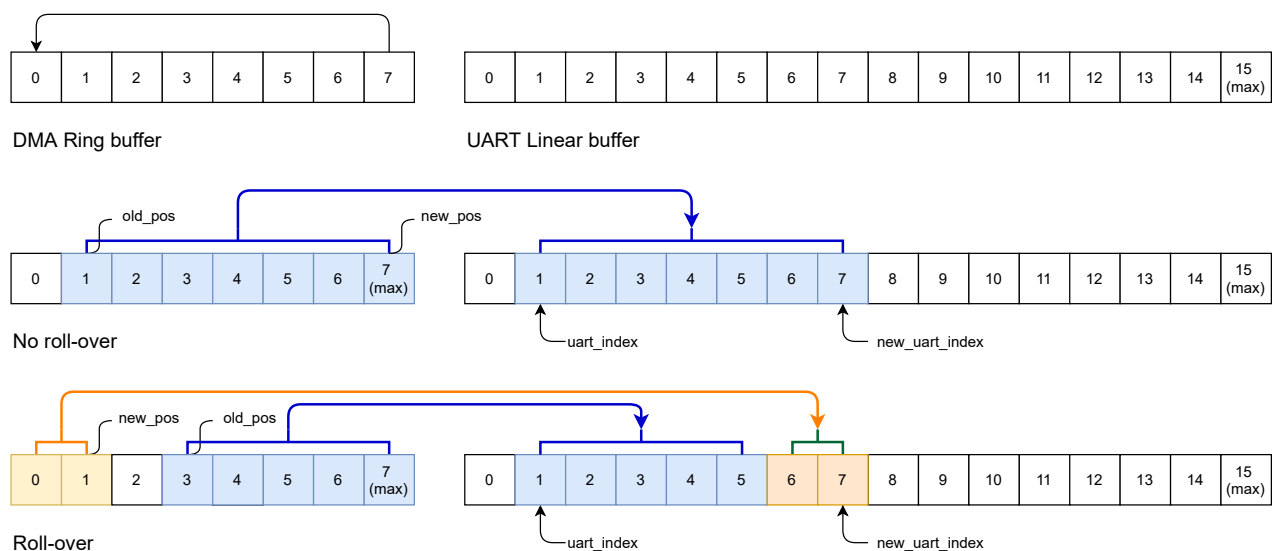 0 1 2 3 4 5 6 7
0 1 2 3 4 5 6 7 8 9 10 11 12 13 14 15
(max)
DMA Ring buffer
UART Linear buffer
old_pos
new_pos
0 1 2 3 4 5 6 7
(max)
0 1 2 3 4 5 6 7 8 9 10 11 12 13 14 15
(max)
No roll-over
uart_index
new_uart_index
new_pos
old_pos
0 1 2 3 4 5 6 7
(max)
0 1 2 3 4 5 6 7 8 9 10 11 12 13 14 15
(max)
Roll-over
uart_index
new_uart_index